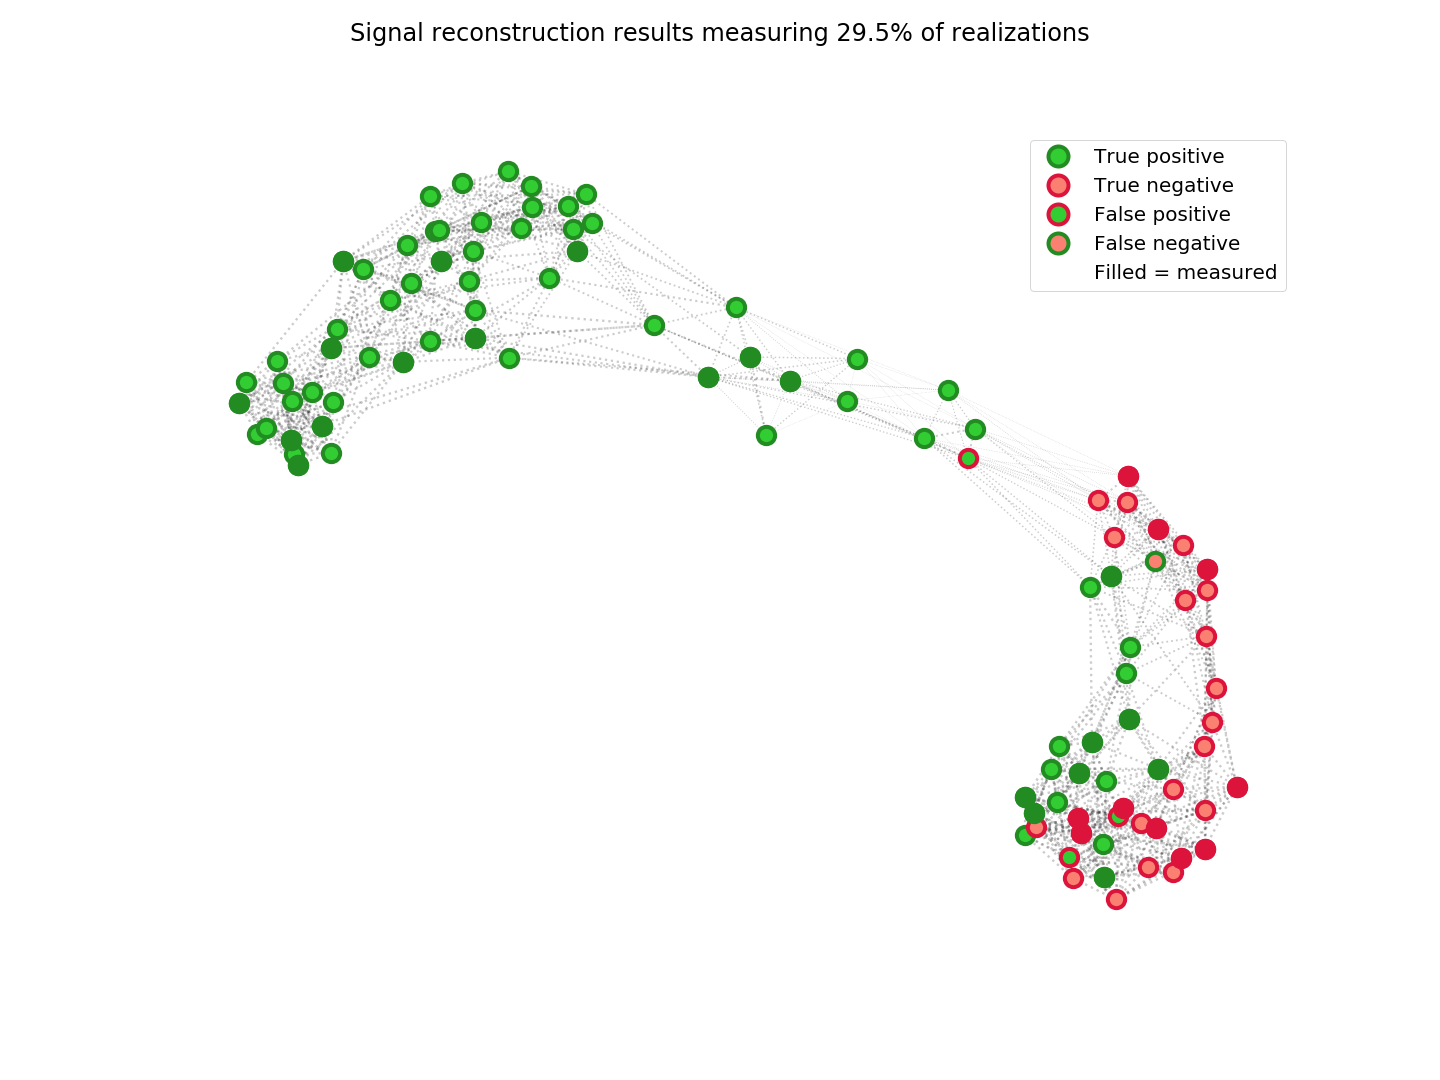 Signal reconstruction results measuring 29.5% of realizations
True positive
True negative
False positive
False negative
Filled = measured